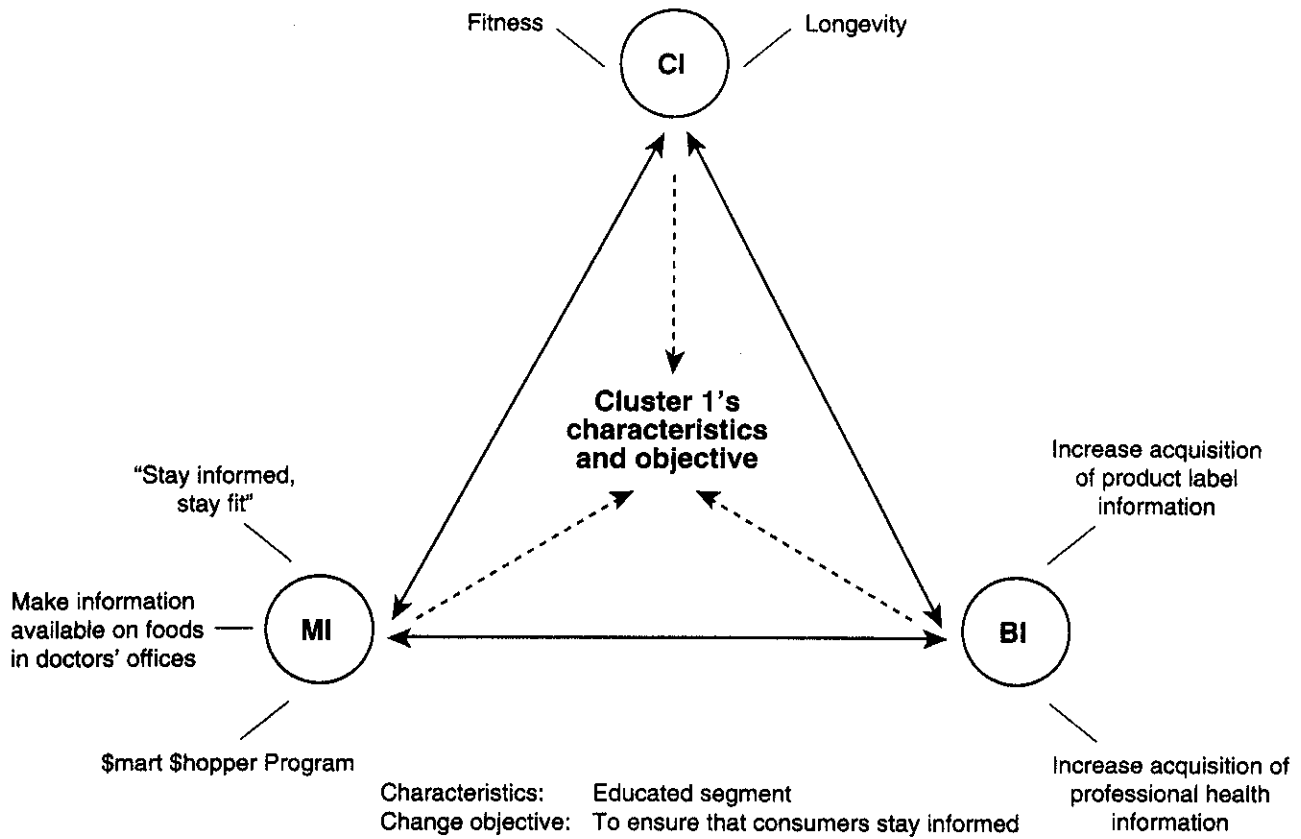 Fitness
Longevity
CI
Cluster 1's
characteristics
and objective
"Stay informed,
stay fit"
Make information
available on foods
in doctors' offices
MI
$mart $hopper Program
Increase acquisition
of product label
information
BI
Increase acquisition of
professional health
information
Characteristics: Educated segment
Change objective: To ensure that consumers stay informed